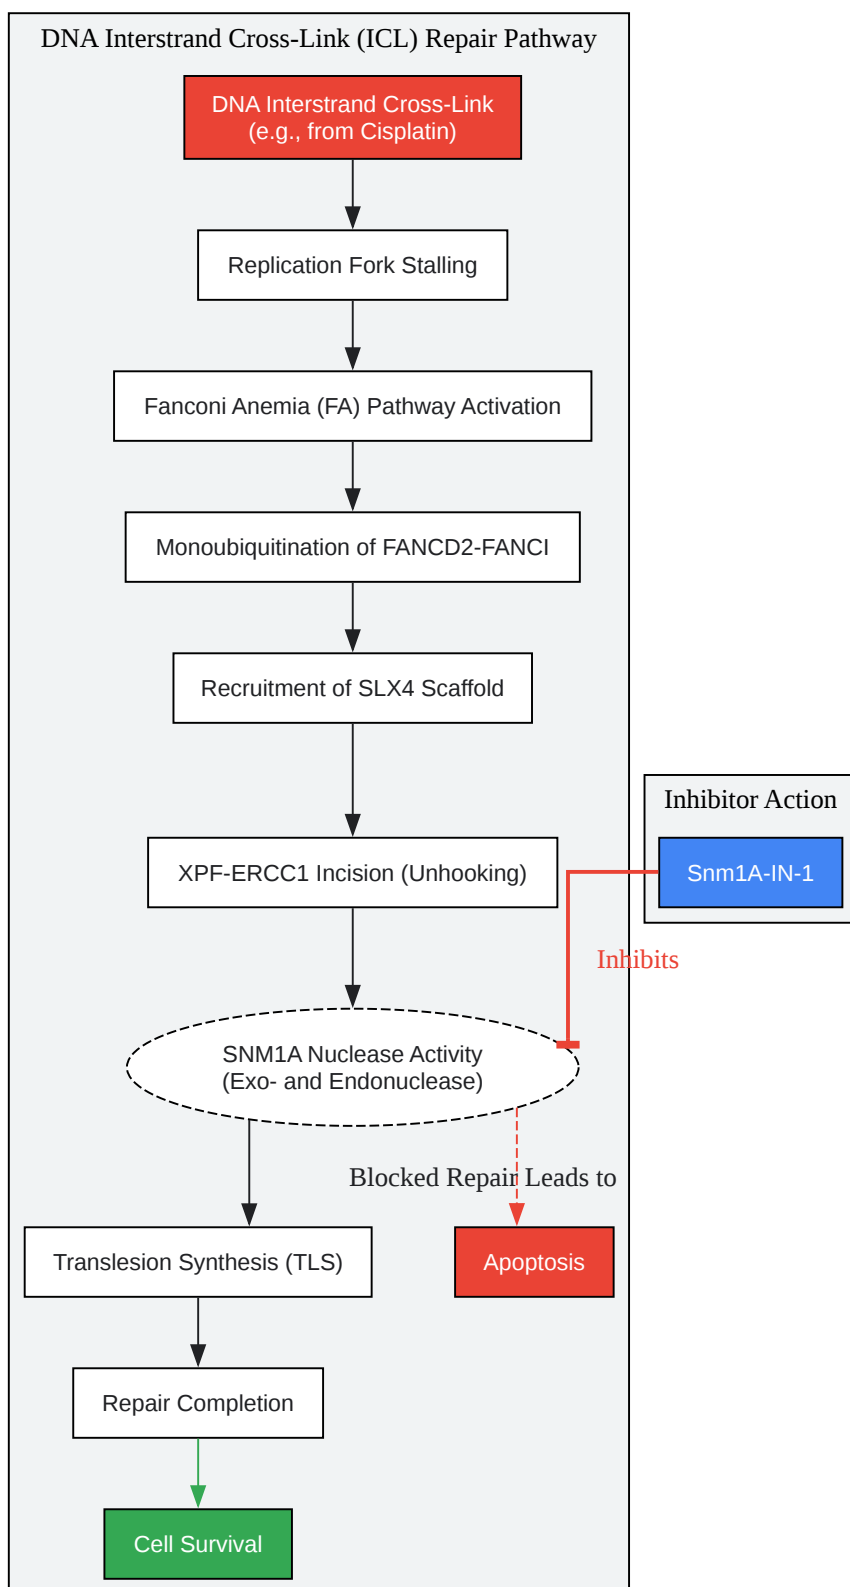 DNA Interstrand Cross-Link (ICL) Repair Pathway
DNA Interstrand Cross-Link
(e.g., from Cisplatin)
Replication Fork Stalling
Fanconi Anemia (FA) Pathway Activation
Monoubiquitination of FANCD2-FANCI
Recruitment of SLX4 Scaffold
Inhibitor Action
XPF-ERCC1 Incision (Unhooking)
Snm1A-IN-1
Inhibits
SNM1A Nuclease Activity
(Exo- and Endonuclease)
Blocked Repair Leads to
Translesion Synthesis (TLS)
Apoptosis
Repair Completion
Cell Survival